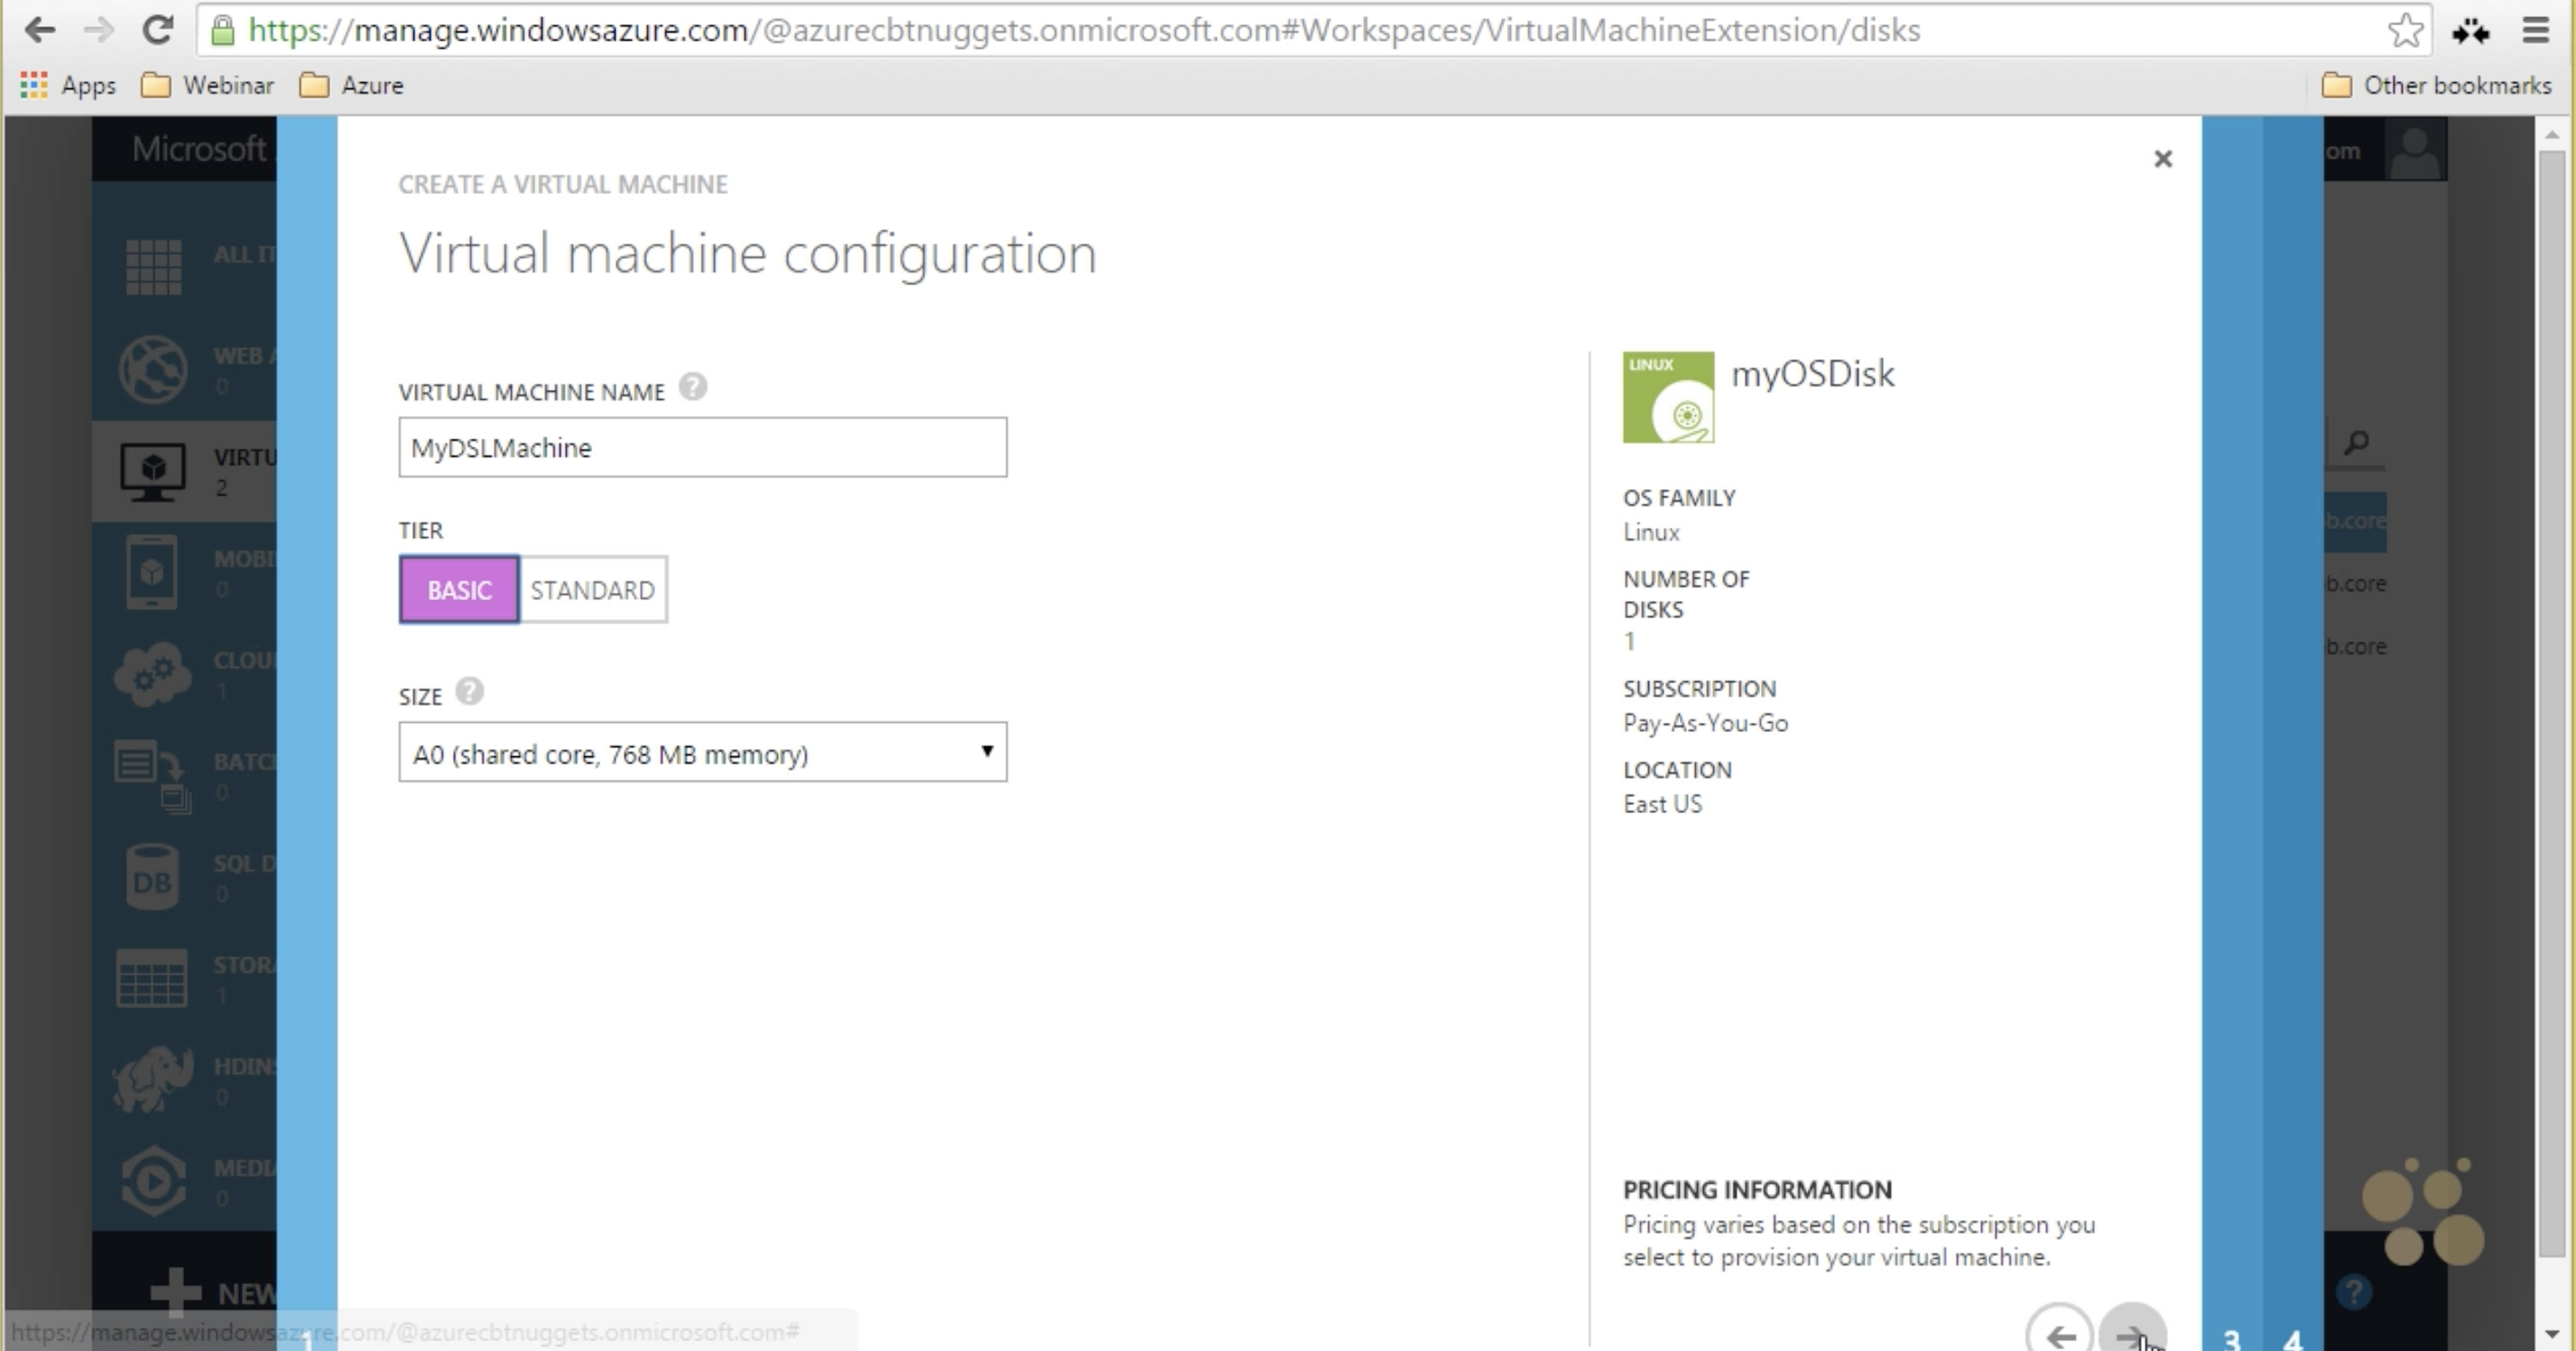 https://manage.windowsazure.com/@azurecbtnuggets.onmicrosoft.com#Workspaces/VirtualMachineExtension/disks
Apps
Webinar
Azure
Other bookmarks
Microsoft
om
CREATE A VIRTUAL MACHINE
Virtual machine configuration
ALL IT
WEB A
0
VIRTU
2
MOBI
0
CLOU
1
BATC
0
SQL D
DB
0
STOR
1
HDIN
0
MEDI
0
NEW
VIRTUAL MACHINE NAME ?
MyDSLMachine
TIER
BASIC
STANDARD
SIZE ?
A0 (shared core, 768 MB memory)
LINUX
myOSDisk
OS FAMILY
Linux
NUMBER OF
DISKS
1
SUBSCRIPTION
Pay-As-You-Go
LOCATION
East US
PRICING INFORMATION
Pricing varies based on the subscription you
select to provision your virtual machine.
b.core
b.core
b.core
?
https://manage.windowsazure.com/@azurecbtnuggets.onmicrosoft.com#
1
3
4